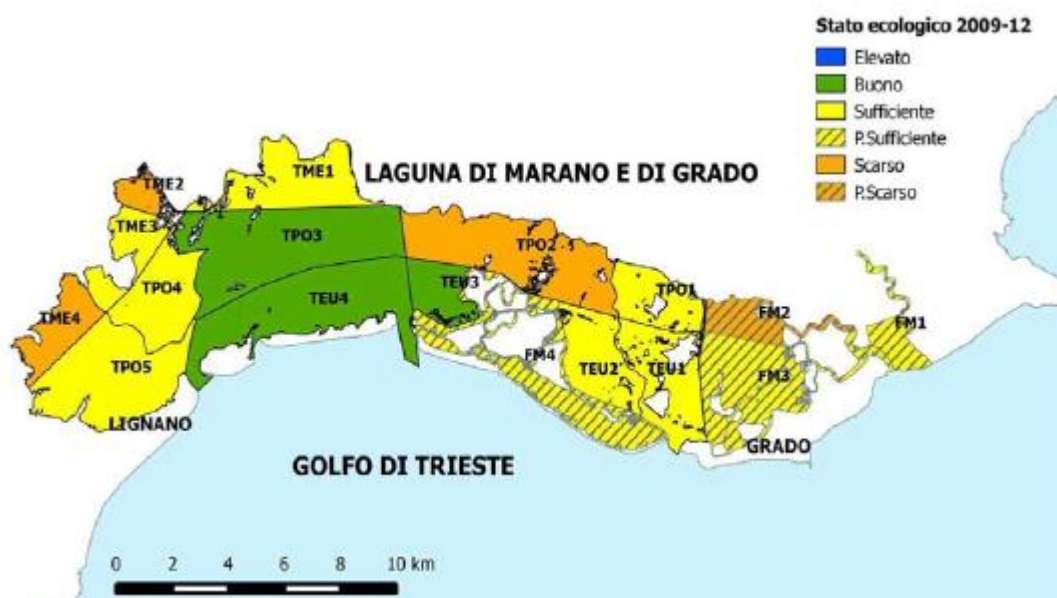 Stato ecologico 2009-12
Elevato
Buono
Sufficiente
P.Sufficiente
Scarso
P.Scarso
LAGUNA DI MARANO E DI GRADO
TME1
TME2
TME3
TPO3
TPO2
TEU3
TPO4
TEU4
TPO1
TME4
FM2
FM1
FM4
TPO5
TEU2
TEU1
FM3
LIGNANO
GRADO
GOLFO DI TRIESTE
0 2 4 6 8 10 km